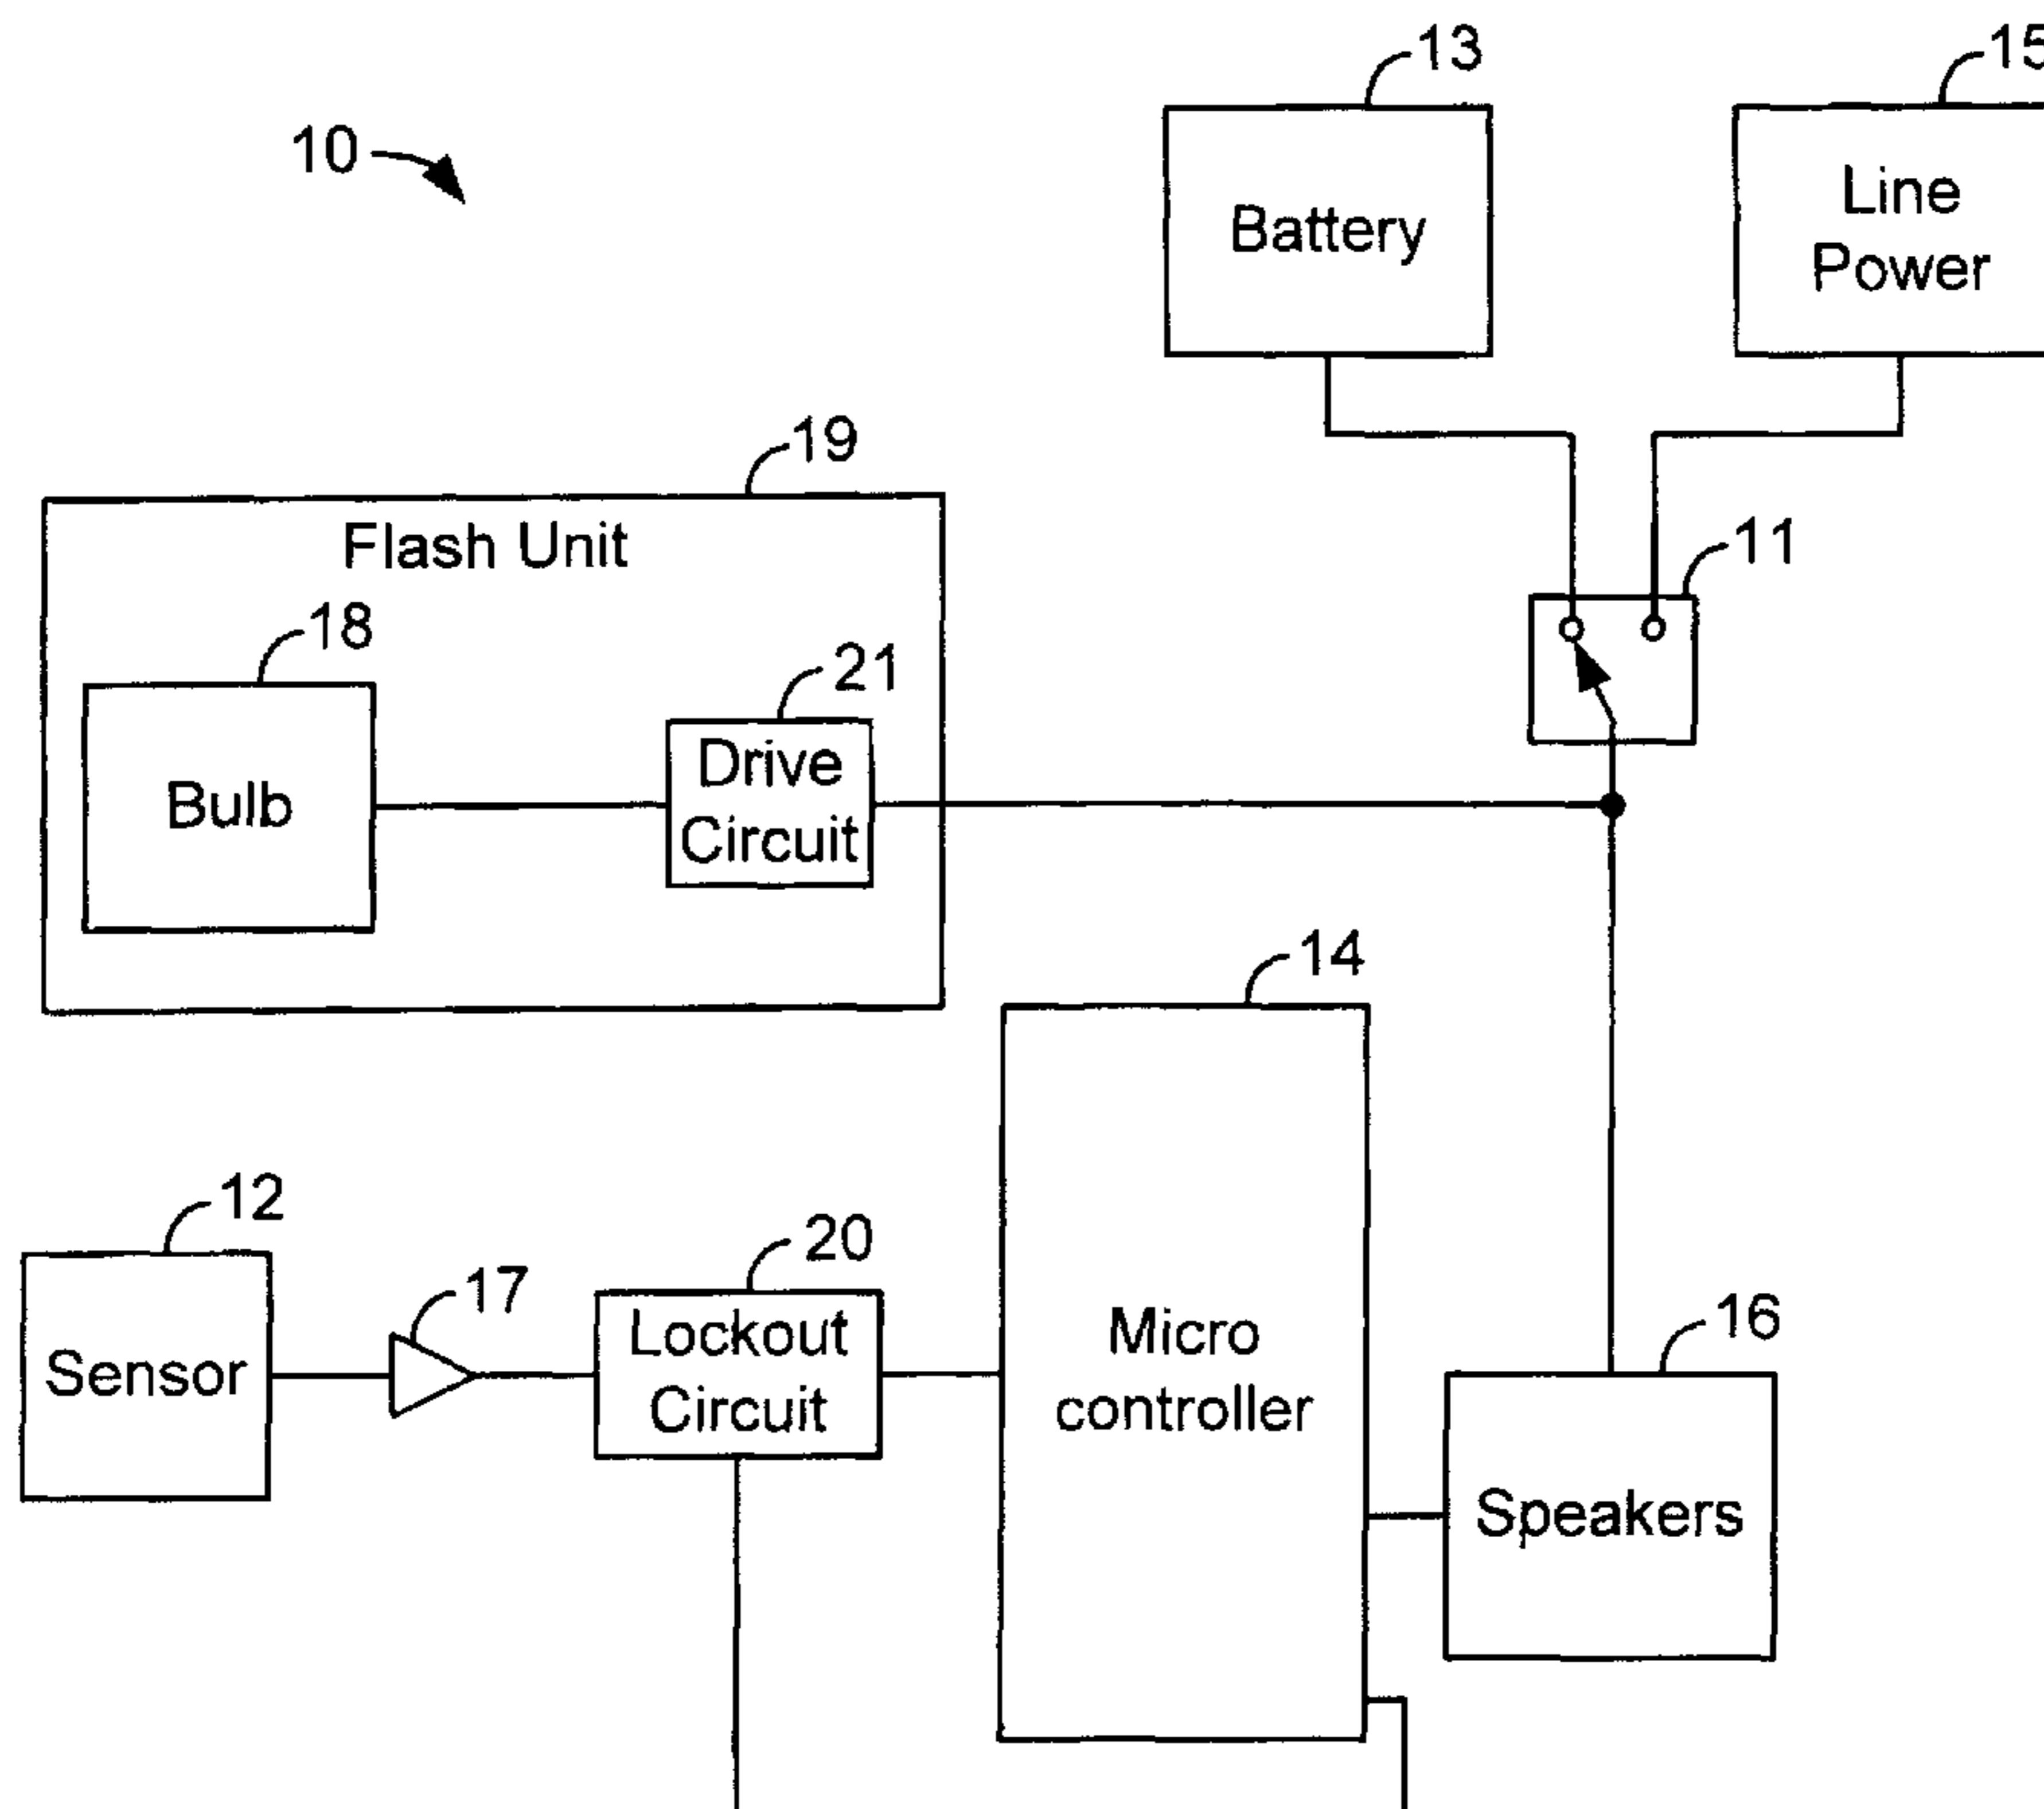 13
15
10
Battery
Line
Power
19
Flash Unit
11
18
21
Bulb
Drive
Circuit
14
12
20
17
16
Sensor
Lockout
Circuit
Micro
controller
Speakers